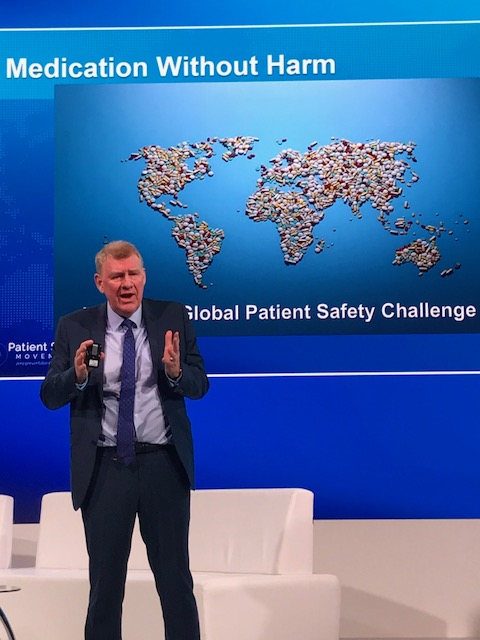 Medication Without Harm
Global Patient Safety Challenge
Patient S
MOVEM